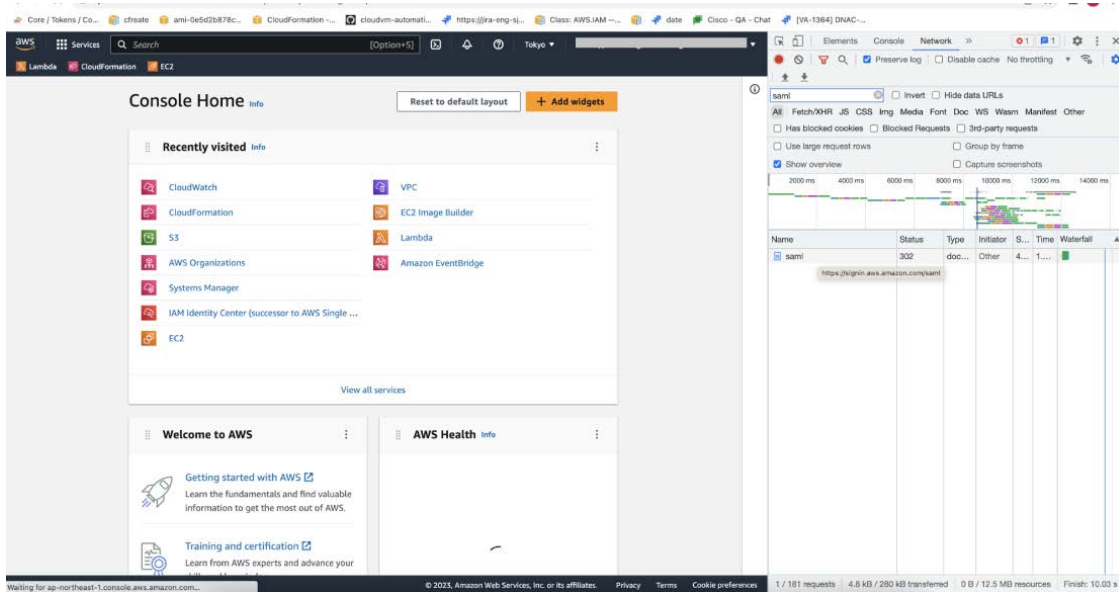 Core / Tokens / Co... cfreate ami-0e5d2b878c... CloudFormation -... cloudvm-automati... https://jira-eng-sj... Class: AWS.IAM —... date Cisco - QA - Chat [VA-1364] DNAC-...
aws Services Search [Option+S] Tokyo
Lambda CloudFormation EC2
Console Home Info
Reset to default layout + Add widgets
Recently visited Info
CloudWatch VPC
CloudFormation EC2 Image Builder
S3 Lambda
AWS Organizations Amazon EventBridge
Systems Manager
IAM Identity Center (successor to AWS Single ...
EC2
View all services
Welcome to AWS
Getting started with AWS
Learn the fundamentals and find valuable
information to get the most out of AWS.
Training and certification
Learn from AWS experts and advance your
AWS Health Info
Waiting for ap-northeast-1.console.aws.amazon.com...
© 2023, Amazon Web Services, Inc. or its affiliates. Privacy Terms Cookie preferences
Elements Console Network » 1 1
Preserve log Disable cache No throttling
saml Invert Hide data URLs
All Fetch/XHR JS CSS Img Media Font Doc WS Wasm Manifest Other
Has blocked cookies Blocked Requests 3rd-party requests
Use large request rows Group by frame
Show overview Capture screenshots
2000 ms 4000 ms 6000 ms 8000 ms 10000 ms 12000 ms 14000 ms
Name Status Type Initiator S... Time Waterfall
saml 302 doc... Other 4... 1....
https://signin.aws.amazon.com/saml
1 / 181 requests 4.8 kB / 280 kB transferred 0 B / 12.5 MB resources Finish: 10.03 s